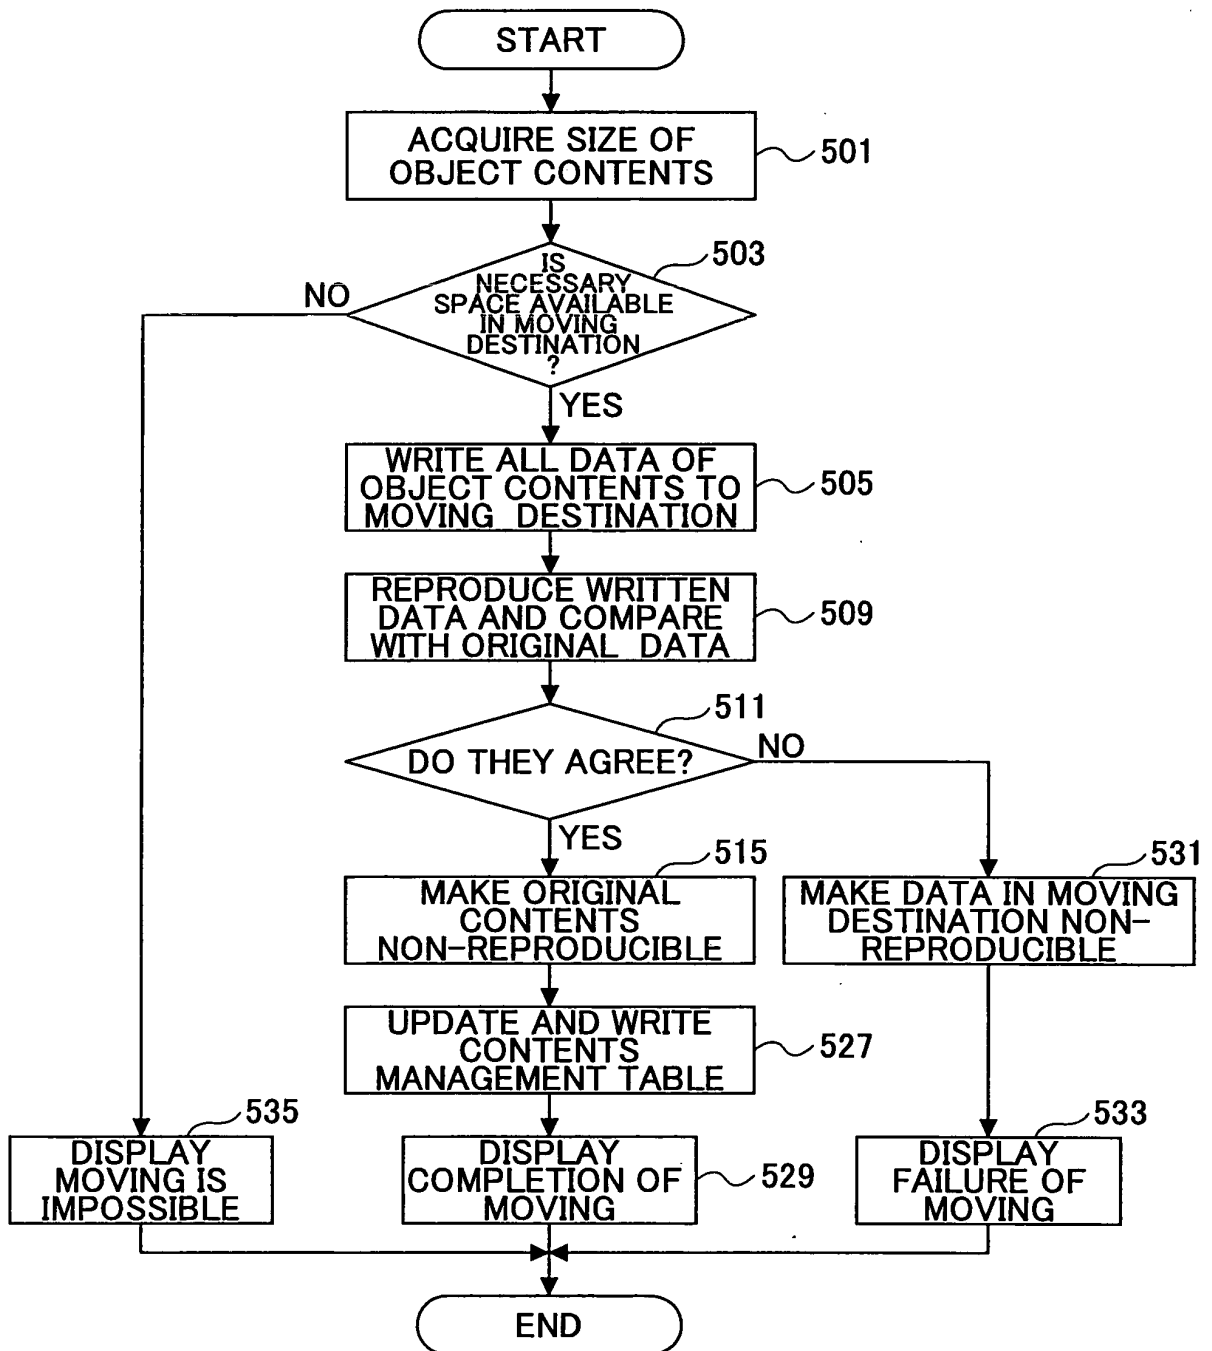 START
ACQUIRE SIZE OF
OBJECT CONTENTS
501
503
IS
NECESSARY
SPACE AVAILABLE
IN MOVING
DESTINATION
?
NO
YES
WRITE ALL DATA OF
OBJECT CONTENTS TO
MOVING DESTINATION
505
REPRODUCE WRITTEN
DATA AND COMPARE
WITH ORIGINAL DATA
509
511
DO THEY AGREE?
NO
YES
515
MAKE ORIGINAL
CONTENTS
NON-REPRODUCIBLE
531
MAKE DATA IN MOVING
DESTINATION NON-
REPRODUCIBLE
UPDATE AND WRITE
CONTENTS
MANAGEMENT TABLE
527
535
DISPLAY
MOVING IS
IMPOSSIBLE
DISPLAY
COMPLETION OF
MOVING
529
533
DISPLAY
FAILURE OF
MOVING
END